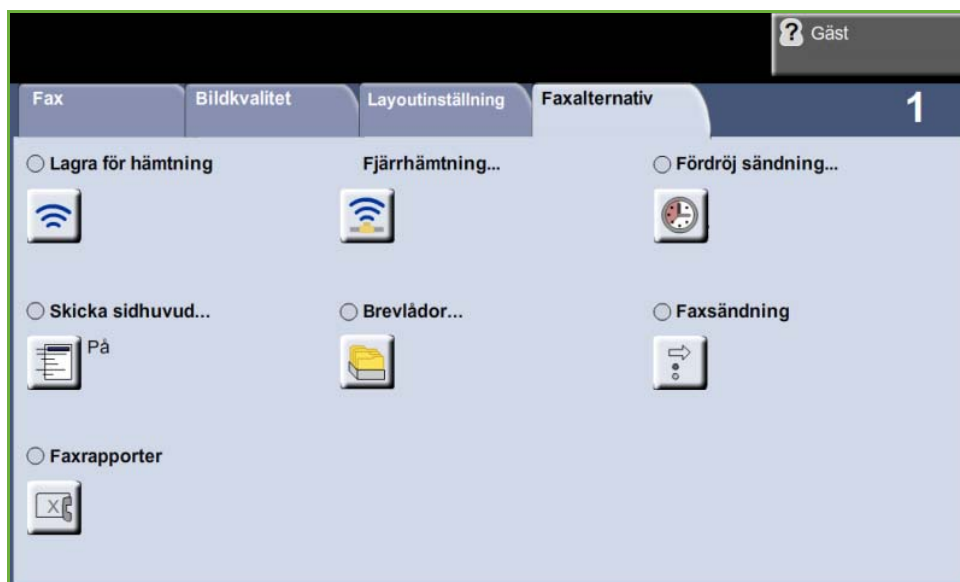 ? Gäst
Fax
Bildkvalitet
Layoutinställning
Faxalternativ
1
Lagra för hämtning
Fjärrhämtning...
Fördröj sändning...
Skicka sidhuvud...
På
Brevlådor...
Faxsändning
Faxrapporter
X